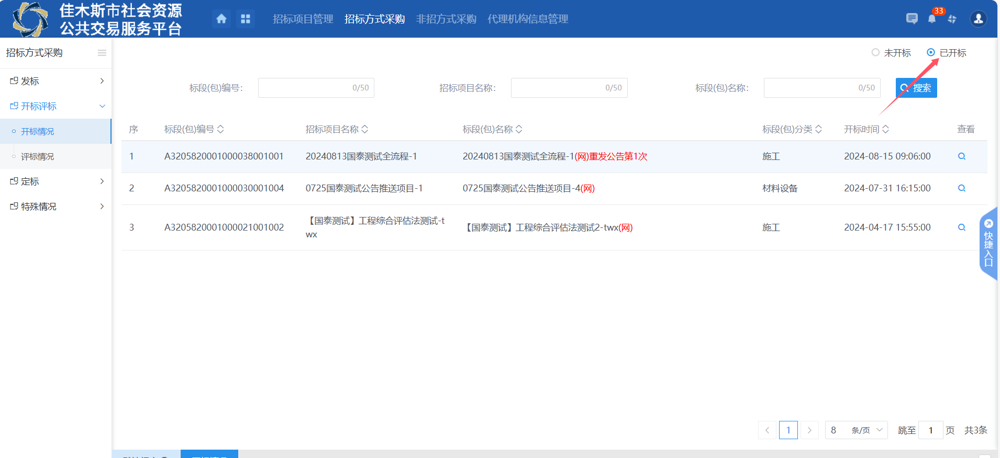 佳木斯市社会资源
公共交易服务平台
招标项目管理 招标方式采购 非招方式采购 代理机构信息管理
33
招标方式采购
发标
开标评标
开标情况
评标情况
定标
特殊情况
未开标 已开标
标段(包)编号： 0/50 招标项目名称： 0/50 标段(包)名称： 0/50 搜索
序 标段(包)编号 招标项目名称 标段(包)名称 标段(包)分类 开标时间 查看
1 A3205820001000038001001 20240813国泰测试全流程-1 20240813国泰测试全流程-1(网)重发公告第1次 施工 2024-08-15 09:06:00
2 A3205820001000030001004 0725国泰测试公告推送项目-1 0725国泰测试公告推送项目-4(网) 材料设备 2024-07-31 16:15:00
3 A3205820001000021001002 【国泰测试】工程综合评估法测试-t
wx 【国泰测试】工程综合评估法测试2-twx(网) 施工 2024-04-17 15:55:00
快捷入口
1 8 条/页 跳至 1 页 共3条
开标情况